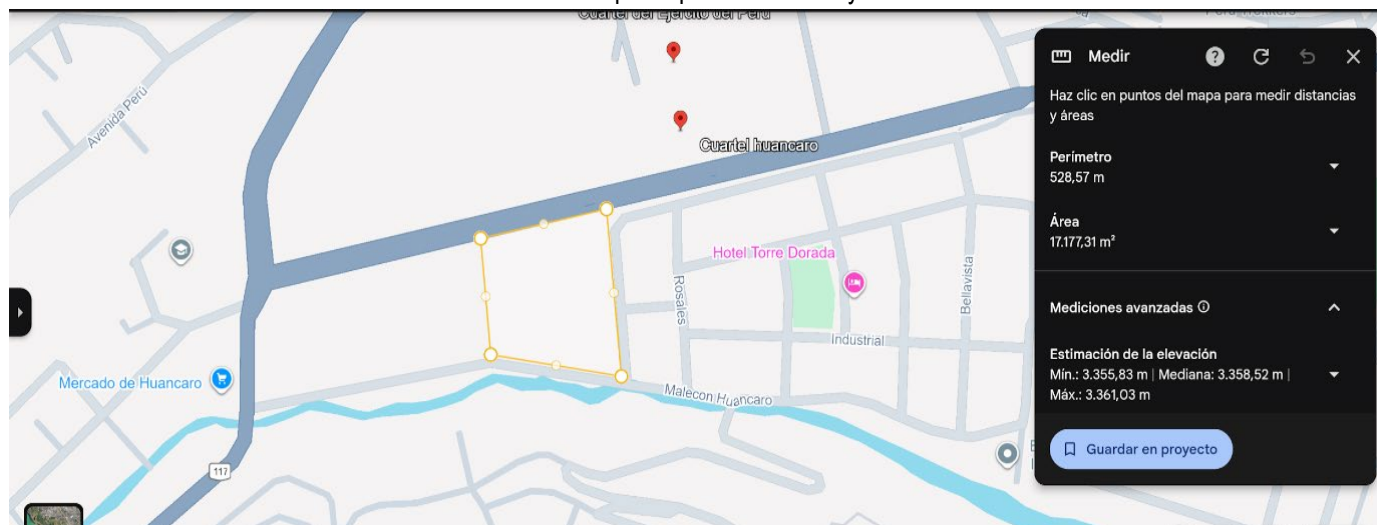 Cuartel del Ejército del Perú
Avenida Perú
Cuartel huancaro
Hotel Torre Dorada
Rosales
Bellavista
Industrial
Mercado de Huancaro
Malecon Huancaro
117
Medir
Haz clic en puntos del mapa para medir distancias
y áreas
Perímetro
528,57 m
Área
17.177,31 m²
Mediciones avanzadas
Estimación de la elevación
Mín.: 3.355,83 m | Mediana: 3.358,52 m |
Máx.: 3.361,03 m
Guardar en proyecto